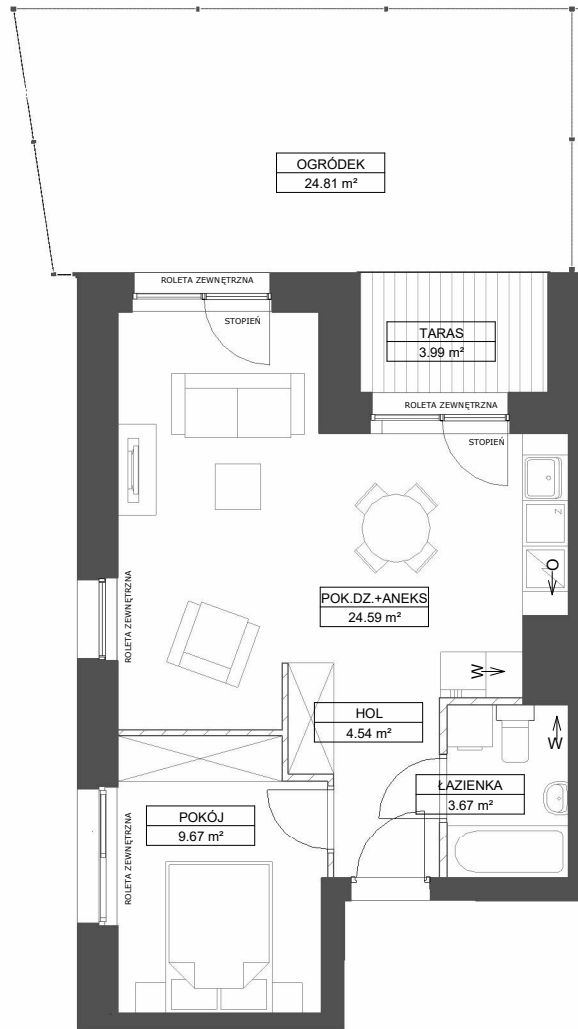 OGRÓDEK
24.81 m²
ROLETA ZEWNĘTRZNA
STOPIEŃ
TARAS
3.99 m²
ROLETA ZEWNĘTRZNA
STOPIEŃ
Z
O
ROLETA ZEWNĘTRZNA
POK.DZ.+ANEKS
24.59 m²
W
HOL
4.54 m²
W
ŁAZIENKA
3.67 m²
POKÓJ
9.67 m²
ROLETA ZEWNĘTRZNA